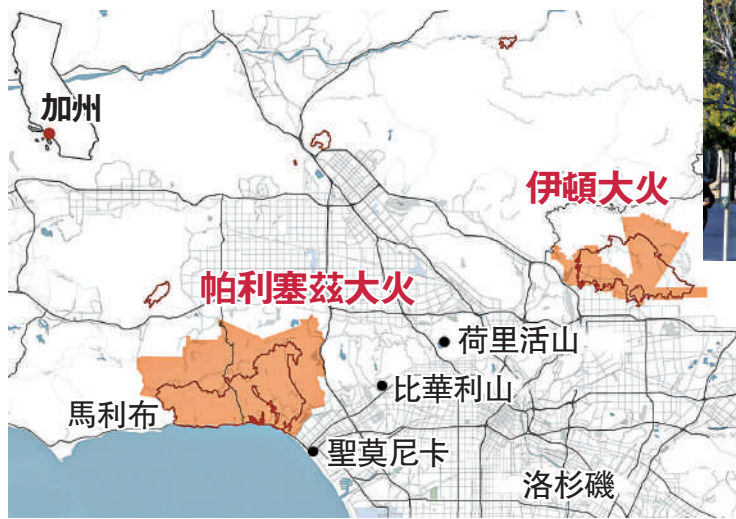 加州
伊頓大火
帕利塞茲大火
荷里活山
比華利山
馬利布
聖莫尼卡
洛杉磯